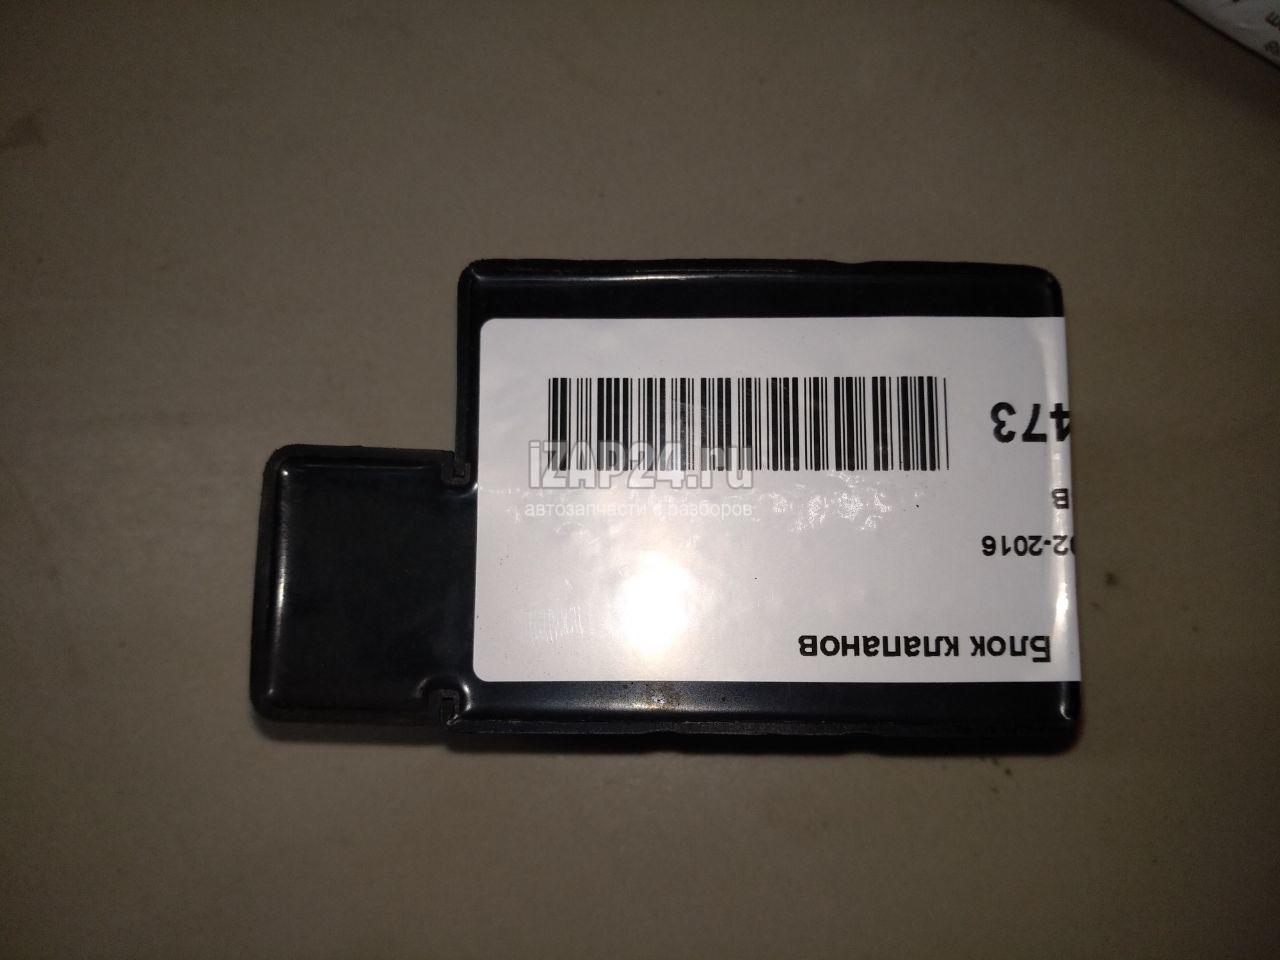 Блок клапанов
02-2016
В
473
iZAP24.ru
автозапчасти с разборов